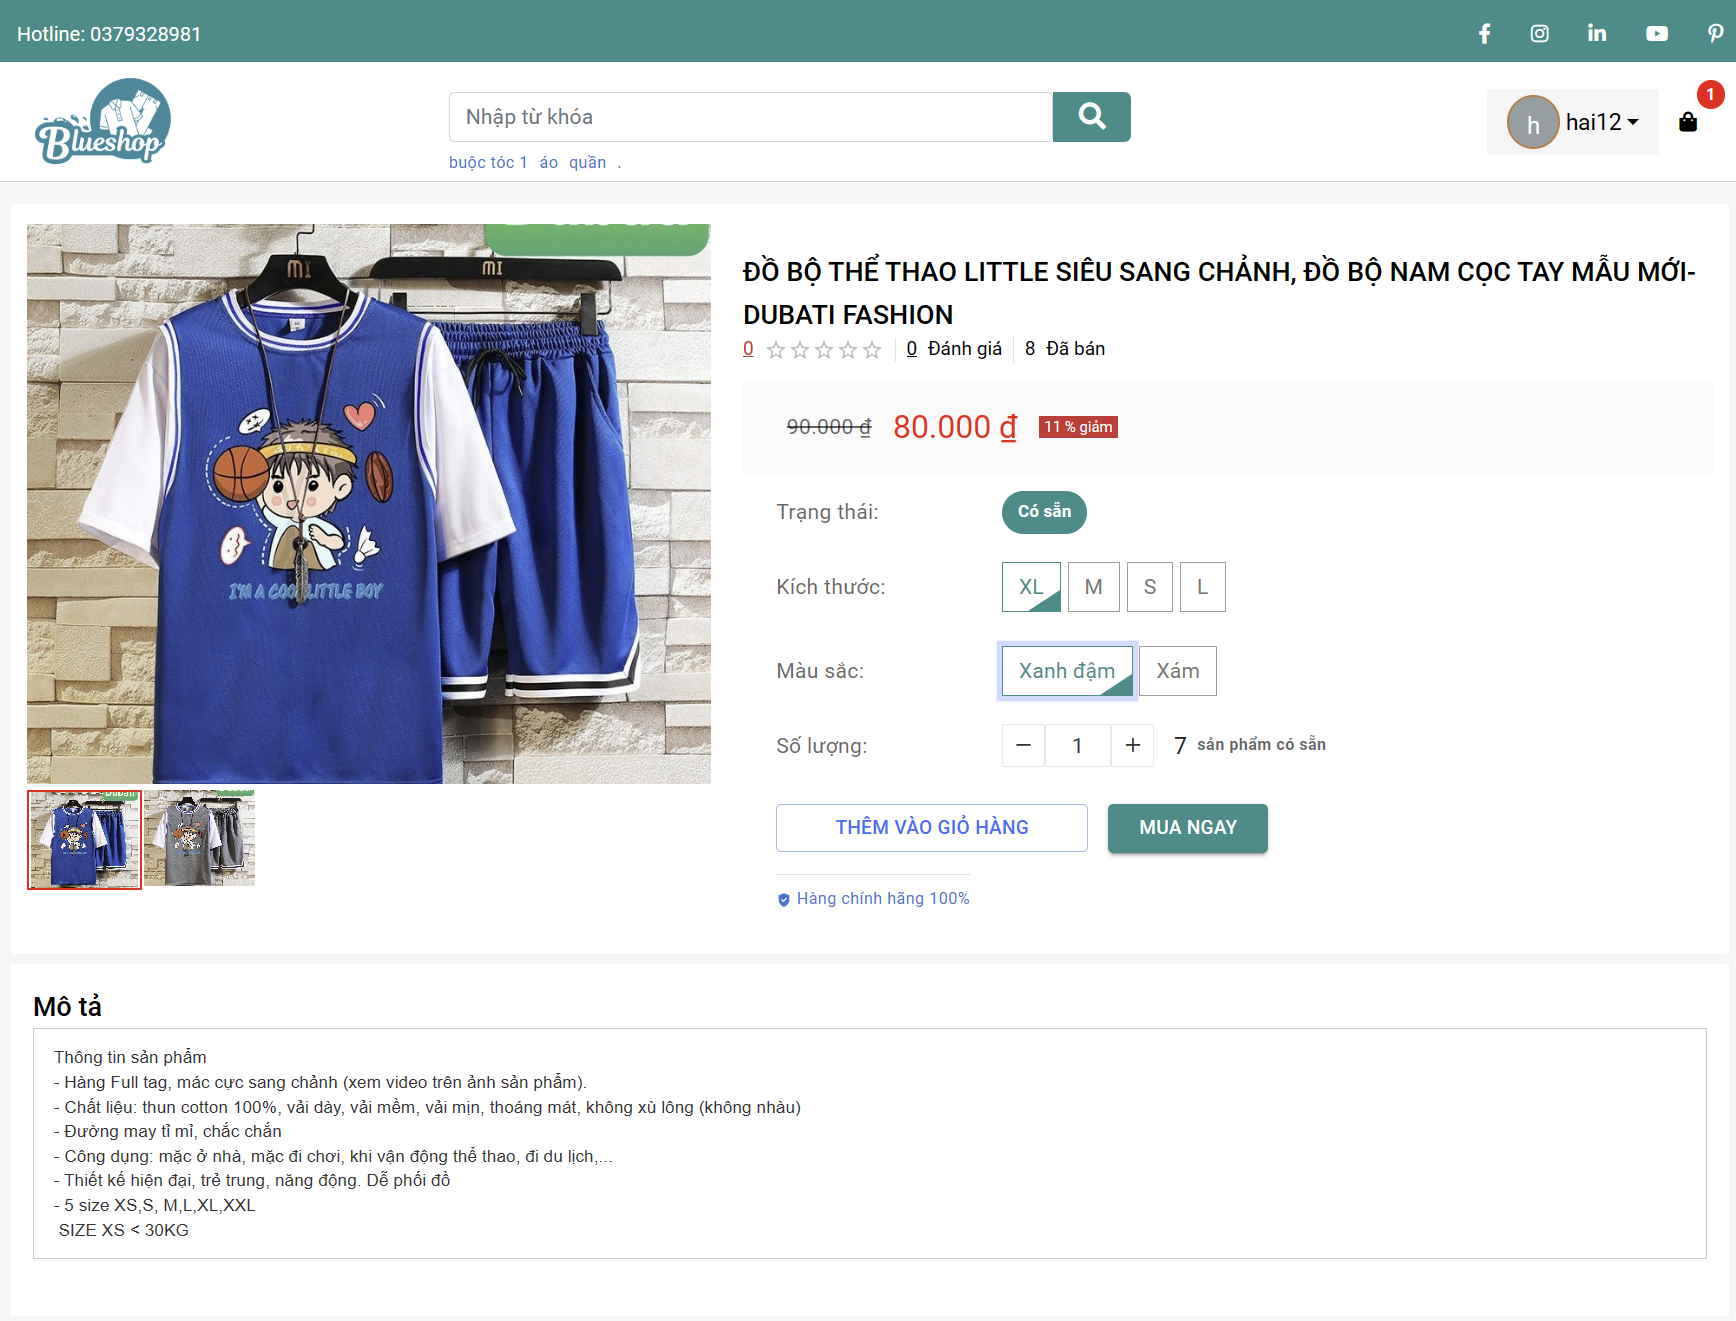 Hotline: 0379328981
Blueshop
Nhập từ khóa
h
hai12
1
buộc tóc 1 áo quần .
MI
MI
I'M A COOL LITTLE BOY
ĐỒ BỘ THỂ THAO LITTLE SIÊU SANG CHẢNH, ĐỒ BỘ NAM CỌC TAY MẪU MỚI-
DUBATI FASHION
0 0 Đánh giá 8 Đã bán
90.000 ₫ 80.000 ₫ 11 % giảm
Trạng thái: Có sẵn
Kích thước: XL M S L
Màu sắc: Xanh đậm Xám
Số lượng: − 1 + 7 sản phẩm có sẵn
Dubati
THÊM VÀO GIỎ HÀNG MUA NGAY
Hàng chính hãng 100%
Mô tả
Thông tin sản phẩm
- Hàng Full tag, mác cực sang chảnh (xem video trên ảnh sản phẩm).
- Chất liệu: thun cotton 100%, vải dày, vải mềm, vải mịn, thoáng mát, không xù lông (không nhàu)
- Đường may tỉ mỉ, chắc chắn
- Công dụng: mặc ở nhà, mặc đi chơi, khi vận động thể thao, đi du lịch,...
- Thiết kế hiện đại, trẻ trung, năng động. Dễ phối đồ
- 5 size XS,S, M,L,XL,XXL
SIZE XS < 30KG